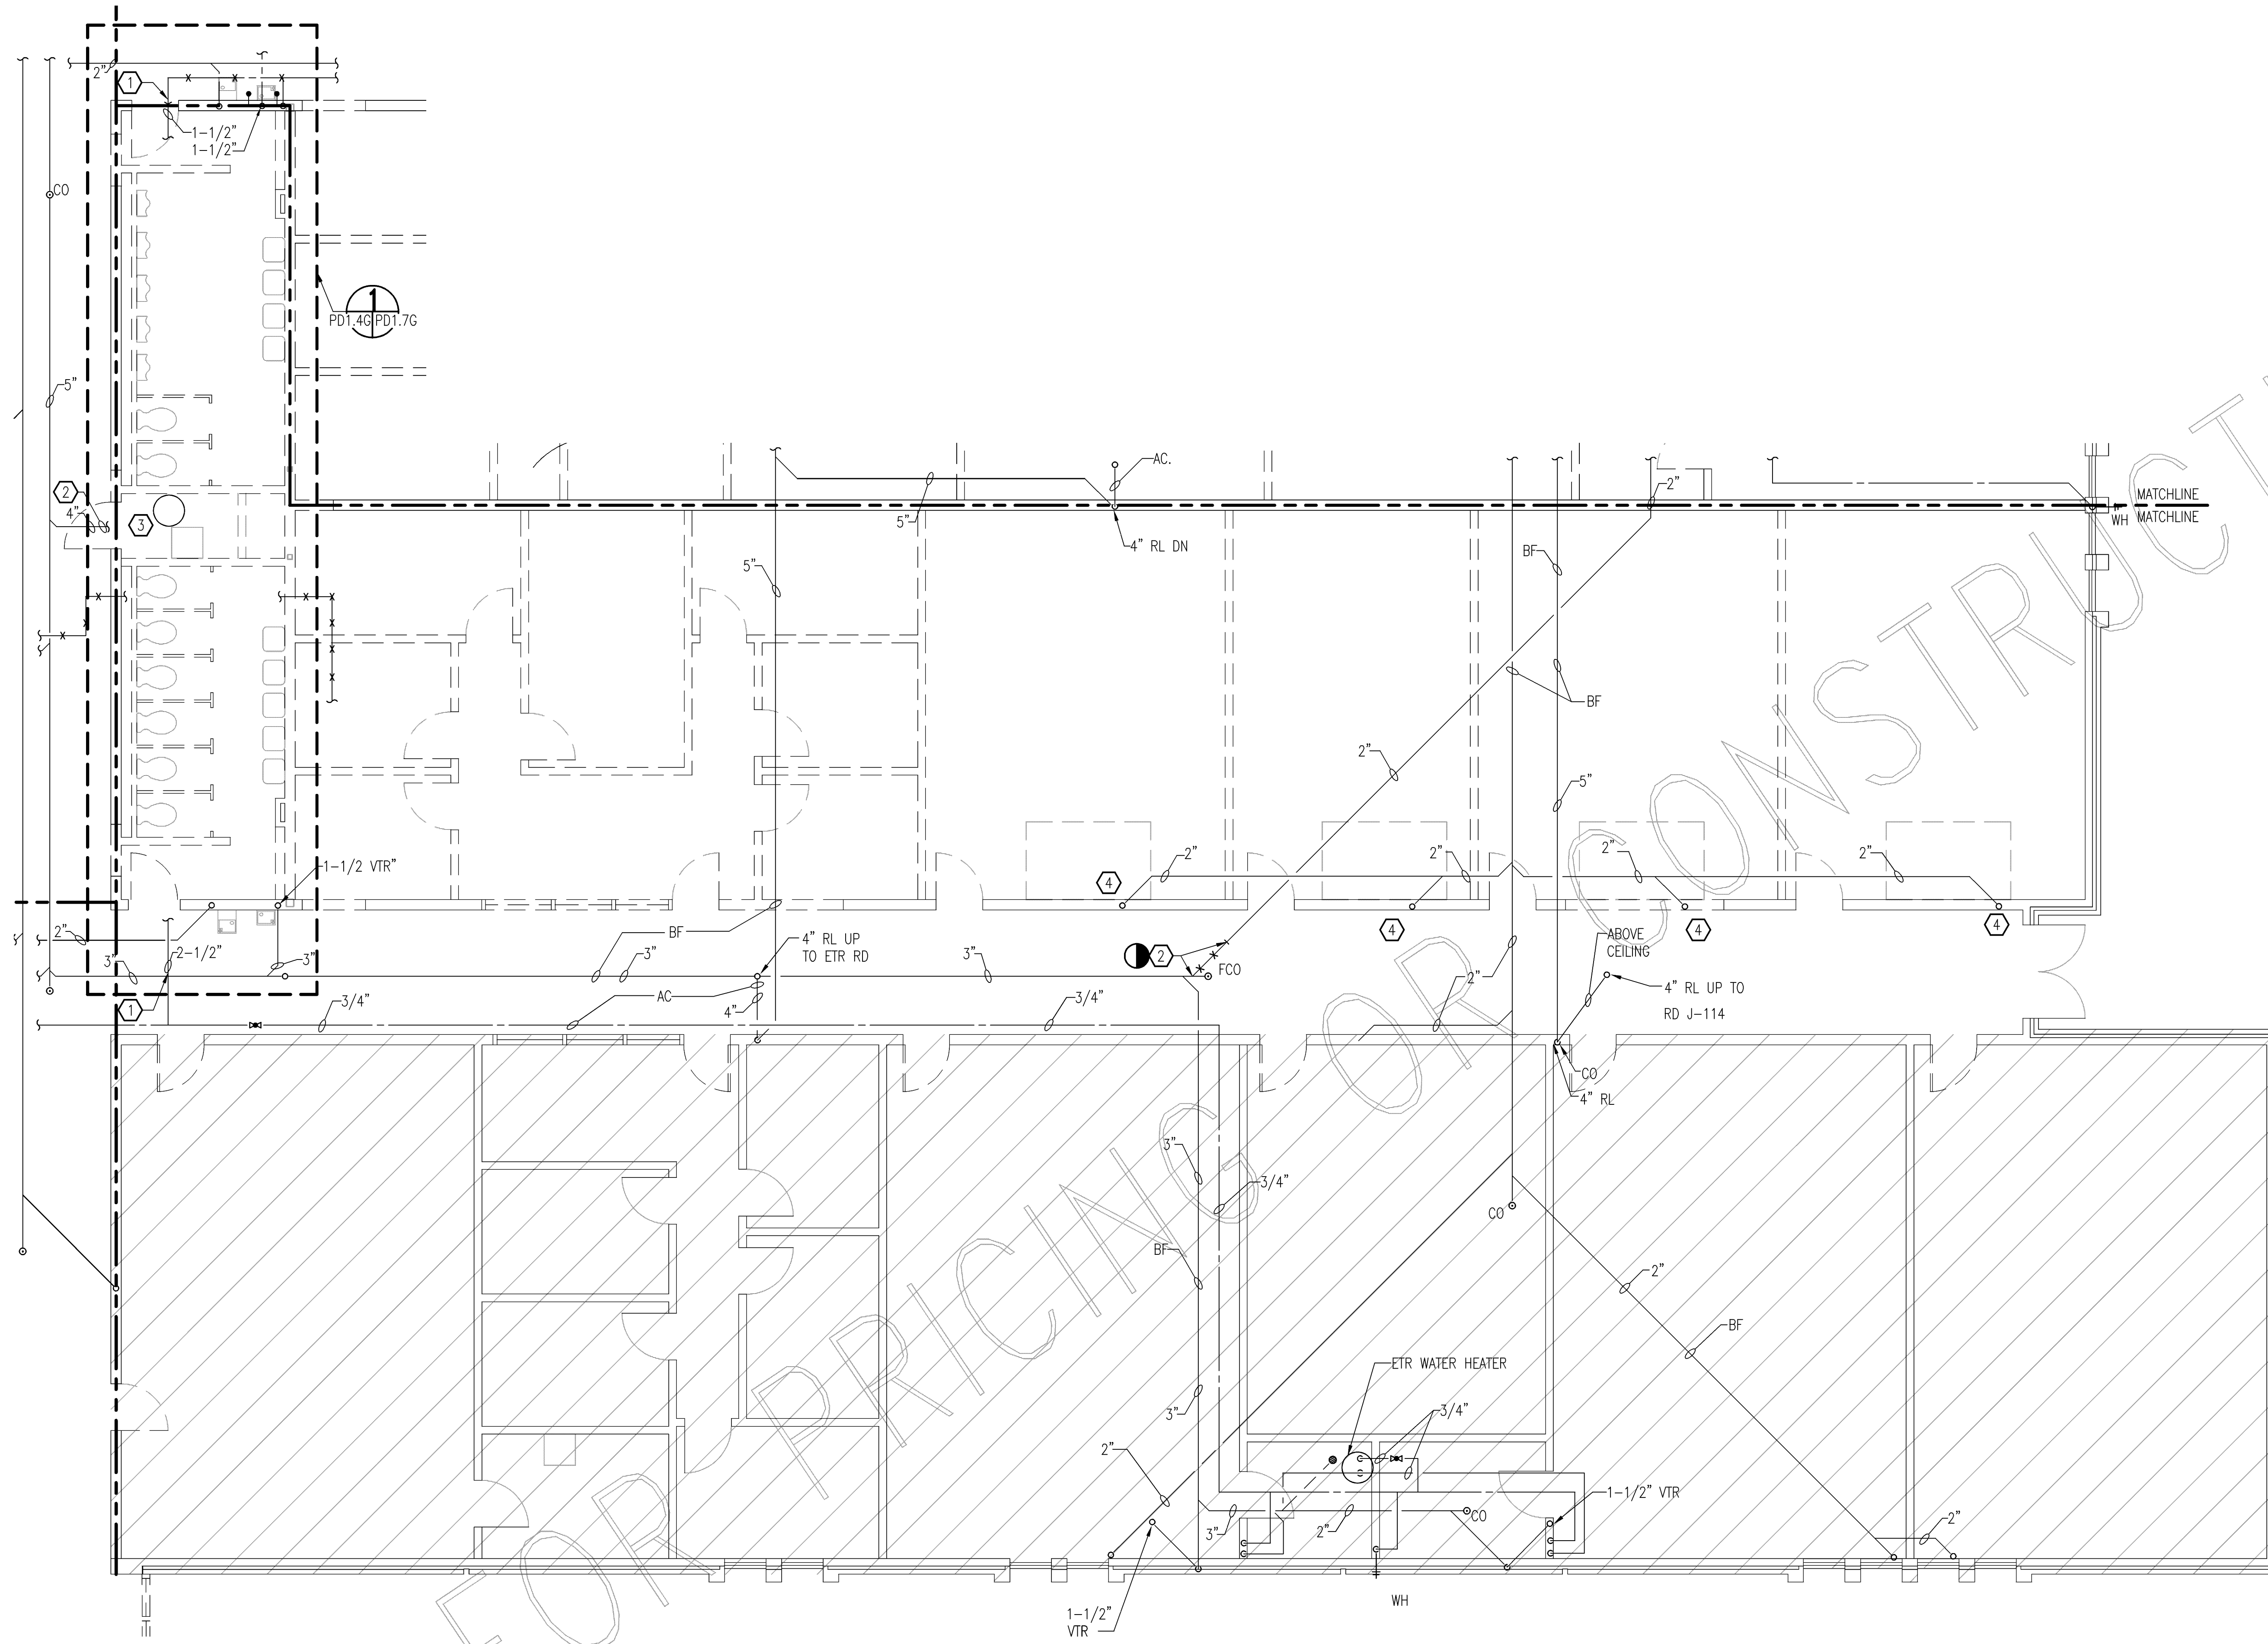 2"
1
1-1/2"
1-1/2"
CO
1
PD1.4G PD1.7G
5"
AC.
2"
2
4"
3
5"
5"
4" RL DN
MATCHLINE
WH MATCHLINE
BF
5"
BF
2"
5"
2"
2"
2"
2"
4
4
4
4
1-1/2 VTR"
2"
3"
2-1/2"
3"
BF
3"
4" RL UP
TO ETR RD
3"
2
FCO
2"
ABOVE
CEILING
4" RL UP TO
RD J-114
1
3/4"
AC
4"
3/4"
CO
4" RL
3"
3/4"
CO
BF
2"
BF
ETR WATER HEATER
3"
3/4"
2"
1-1/2" VTR
3"
2"
CO
2"
1-1/2"
VTR
WH
FOR PRICING OR CONSTRUCT